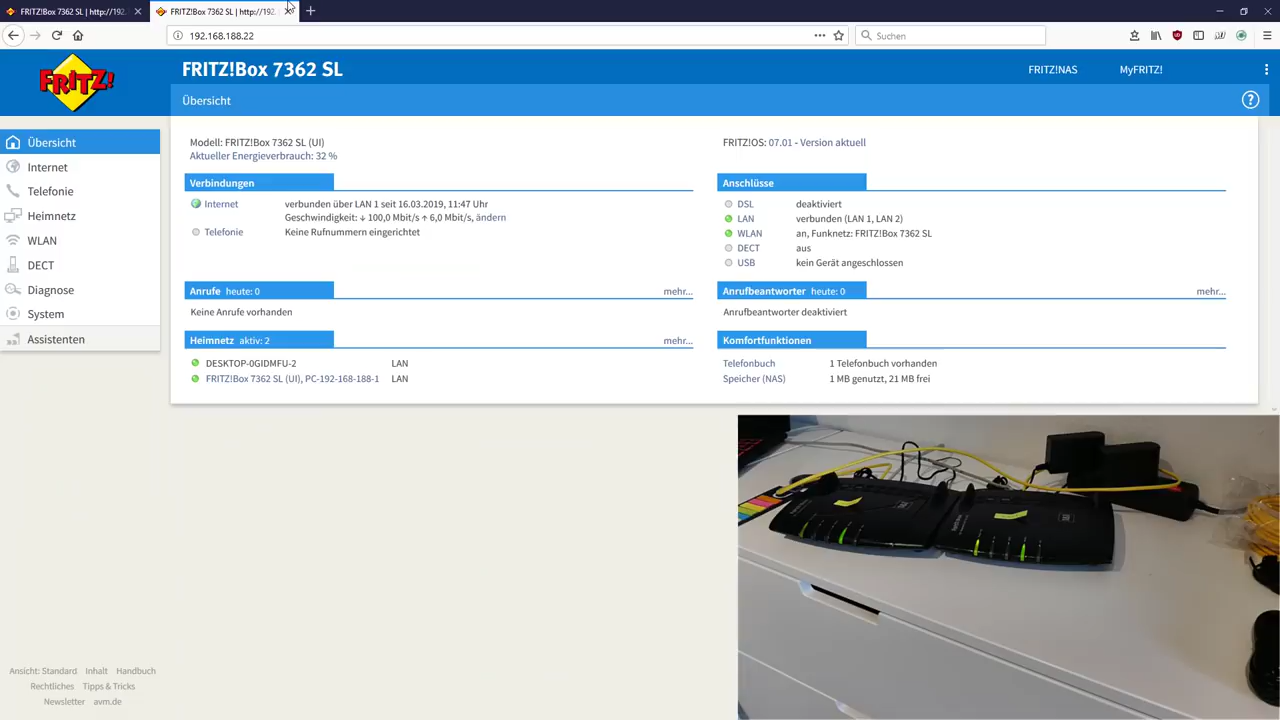 FRITZ!Box 7362 SL | http://192.
FRITZ!Box 7362 SL | http://192.
192.168.188.22
Suchen
FRITZ!
FRITZ!Box 7362 SL
FRITZ!NAS
MyFRITZ!
Übersicht
Übersicht
Internet
Telefonie
Heimnetz
WLAN
DECT
Diagnose
System
Assistenten
Modell: FRITZ!Box 7362 SL (UI)
Aktueller Energieverbrauch: 32 %
FRITZ!OS: 07.01 - Version aktuell
Verbindungen
Internet verbunden über LAN 1 seit 16.03.2019, 11:47 Uhr
Geschwindigkeit: ↓ 100,0 Mbit/s ↑ 6,0 Mbit/s, ändern
Telefonie Keine Rufnummern eingerichtet
Anschlüsse
DSL deaktiviert
LAN verbunden (LAN 1, LAN 2)
WLAN an, Funknetz: FRITZ!Box 7362 SL
DECT aus
USB kein Gerät angeschlossen
Anrufe heute: 0 mehr...
Keine Anrufe vorhanden
Anrufbeantworter heute: 0 mehr...
Anrufbeantworter deaktiviert
Heimnetz aktiv: 2 mehr...
DESKTOP-0GIDMFU-2 LAN
FRITZ!Box 7362 SL (UI), PC-192-168-188-1 LAN
Komfortfunktionen
Telefonbuch 1 Telefonbuch vorhanden
Speicher (NAS) 1 MB genutzt, 21 MB frei
Ansicht: Standard Inhalt Handbuch
Rechtliches Tipps & Tricks
Newsletter avm.de